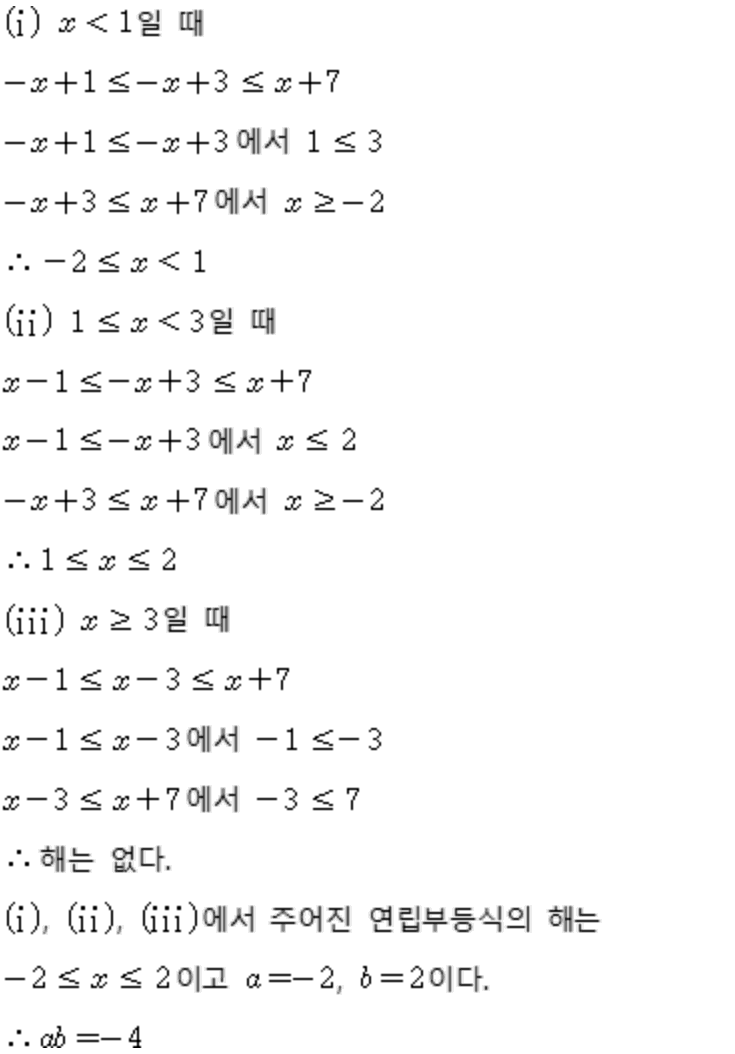 (i) x < 1일 때
−x+1 ≤ −x+3 ≤ x+7
−x+1 ≤ −x+3에서 1 ≤ 3
−x+3 ≤ x+7에서 x ≥ −2
∴ −2 ≤ x < 1
(ii) 1 ≤ x < 3일 때
x−1 ≤ −x+3 ≤ x+7
x−1 ≤ −x+3에서 x ≤ 2
−x+3 ≤ x+7에서 x ≥ −2
∴ 1 ≤ x ≤ 2
(iii) x ≥ 3일 때
x−1 ≤ x−3 ≤ x+7
x−1 ≤ x−3에서 −1 ≤ −3
x−3 ≤ x+7에서 −3 ≤ 7
∴ 해는 없다.
(i), (ii), (iii)에서 주어진 연립부등식의 해는
−2 ≤ x ≤ 2이고 a=−2, b=2이다.
∴ ab=−4